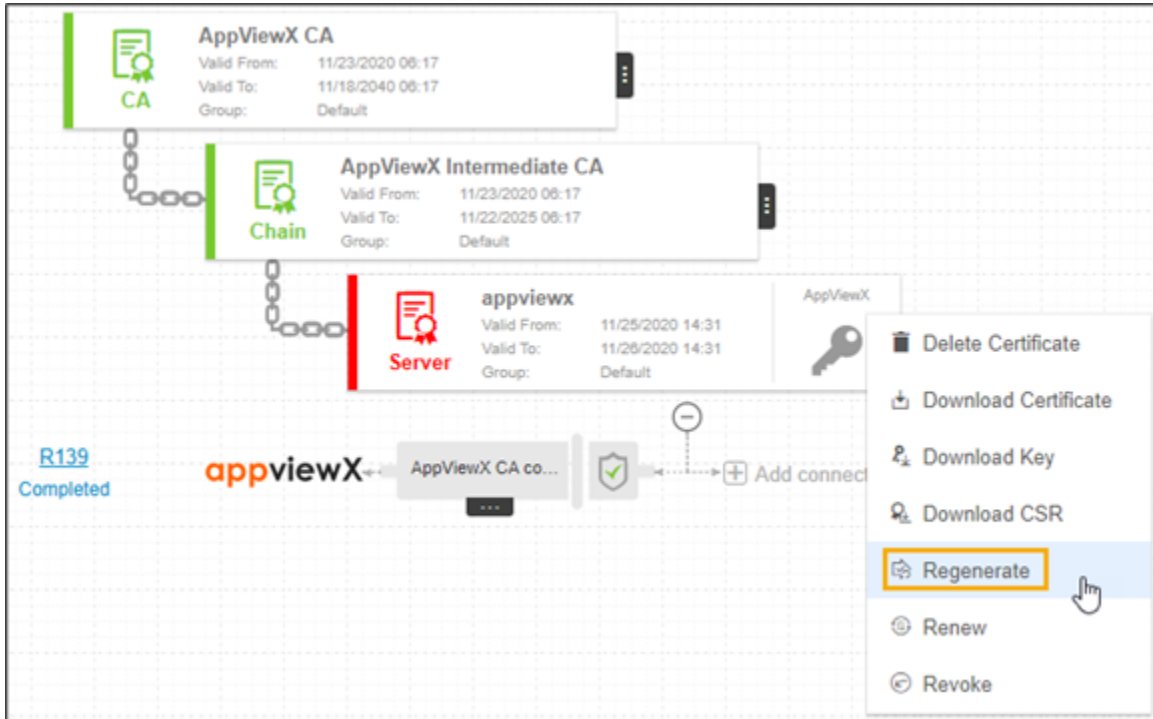 AppViewX CA
Valid From: 11/23/2020 06:17
Valid To: 11/18/2040 06:17
Group: Default
CA
AppViewX Intermediate CA
Valid From: 11/23/2020 06:17
Valid To: 11/22/2025 06:17
Group: Default
Chain
appviewx
Valid From: 11/25/2020 14:31
Valid To: 11/26/2020 14:31
Group: Default
Server
AppViewX
Delete Certificate
Download Certificate
Download Key
Download CSR
Regenerate
Renew
Revoke
R139
Completed
appviewX
AppViewX CA co...
Add connec